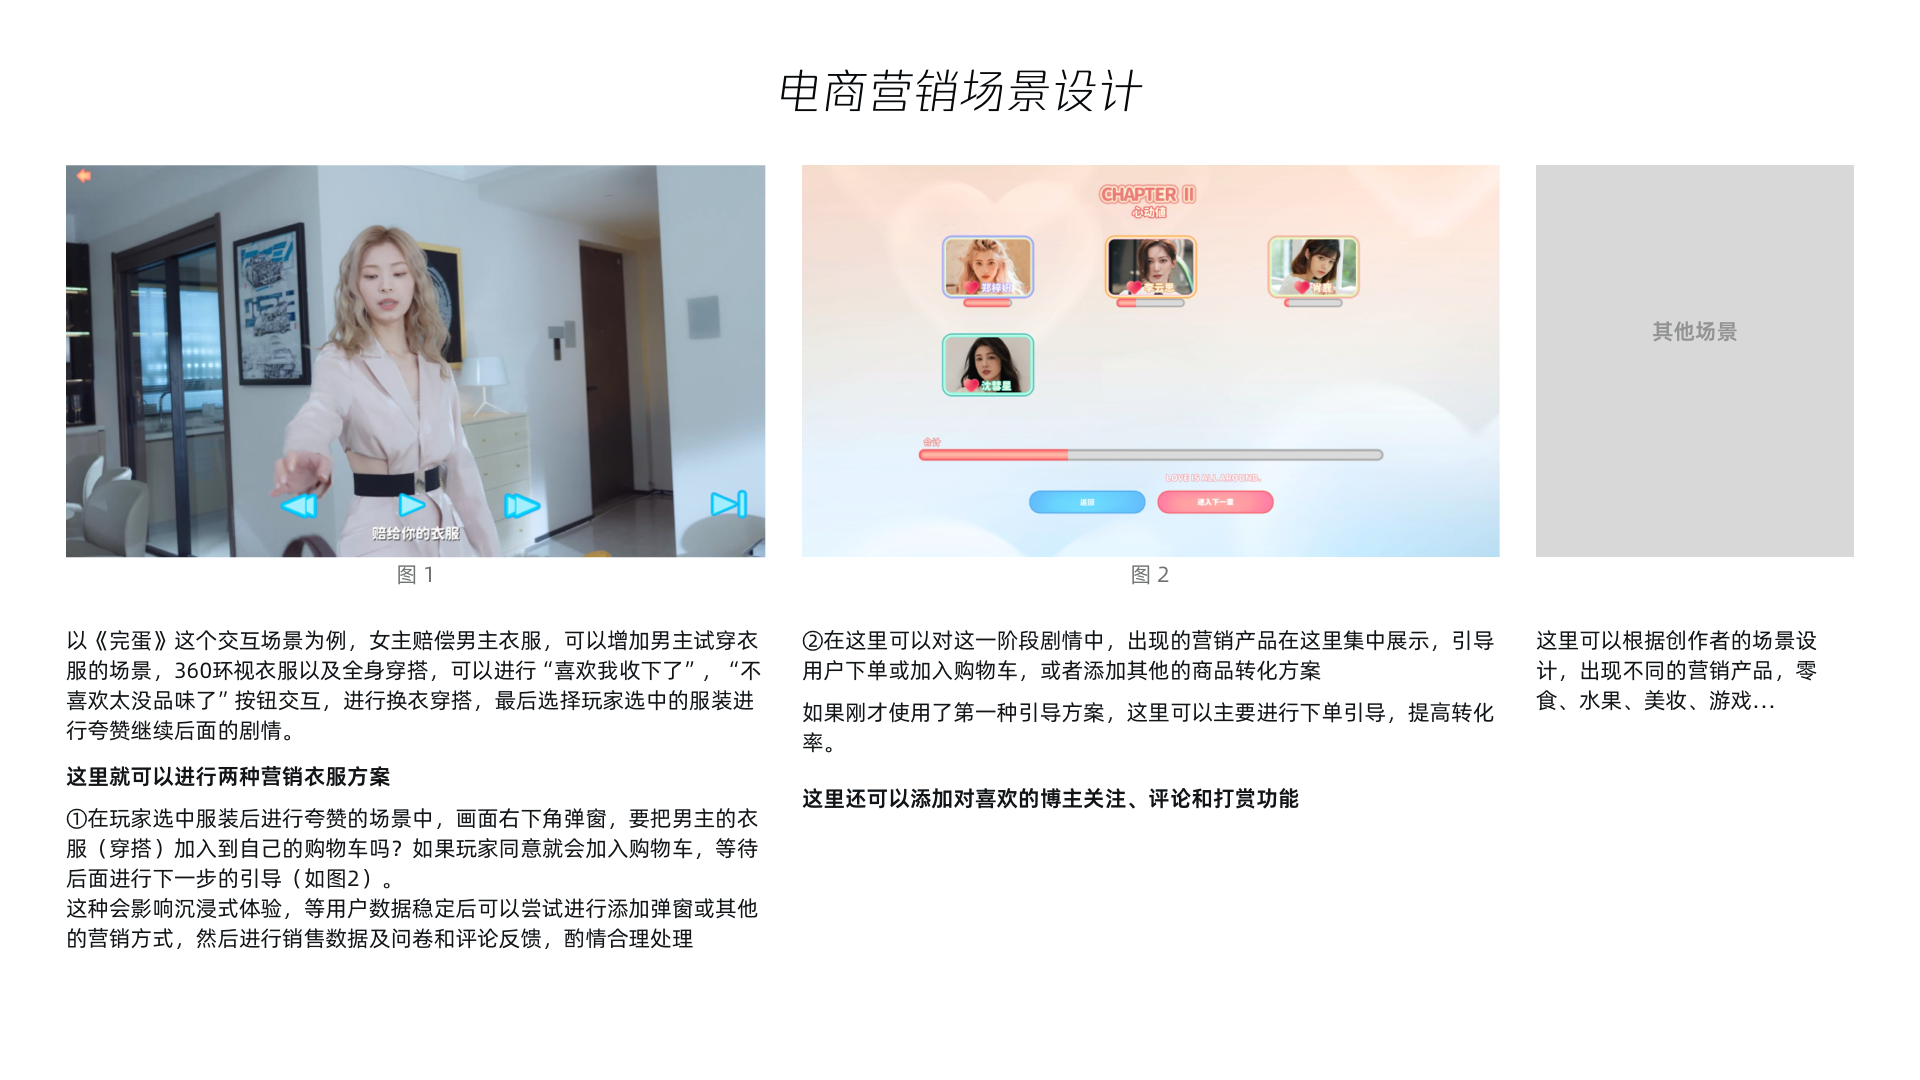 电商营销场景设计
赔给你的衣服
图 1
CHAPTER II
心动值
郑梓妍
李云思
肖鹿
沈彗星
合计
LOVE IS ALL AROUND.
返回
进入下一章
图 2
其他场景
以《完蛋》这个交互场景为例，女主赔偿男主衣服，可以增加男主试穿衣
服的场景，360环视衣服以及全身穿搭，可以进行“喜欢我收下了”，“不
喜欢太没品味了”按钮交互，进行换衣穿搭，最后选择玩家选中的服装进
行夸赞继续后面的剧情。
这里就可以进行两种营销衣服方案
①在玩家选中服装后进行夸赞的场景中，画面右下角弹窗，要把男主的衣
服（穿搭）加入到自己的购物车吗？如果玩家同意就会加入购物车，等待
后面进行下一步的引导（如图2）。
这种会影响沉浸式体验，等用户数据稳定后可以尝试进行添加弹窗或其他
的营销方式，然后进行销售数据及问卷和评论反馈，酌情合理处理
②在这里可以对这一阶段剧情中，出现的营销产品在这里集中展示，引导
用户下单或加入购物车，或者添加其他的商品转化方案
如果刚才使用了第一种引导方案，这里可以主要进行下单引导，提高转化
率。
这里还可以添加对喜欢的博主关注、评论和打赏功能
这里可以根据创作者的场景设
计，出现不同的营销产品，零
食、水果、美妆、游戏...